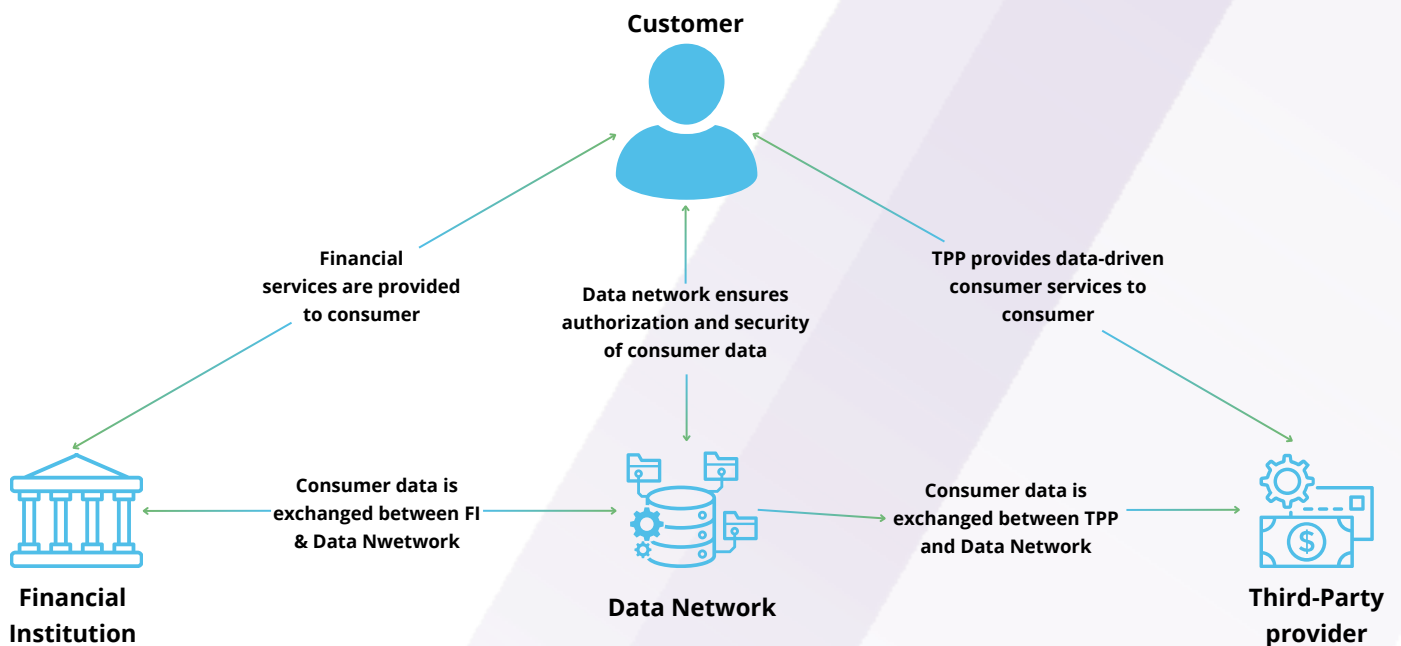 Customer
Financial
services are provided
to consumer
Data network ensures
authorization and security
of consumer data
TPP provides data-driven
consumer services to
consumer
Consumer data is
exchanged between FI
& Data Nwetwork
Consumer data is
exchanged between TPP
and Data Network
$
Financial
Institution
Data Network
Third-Party
provider